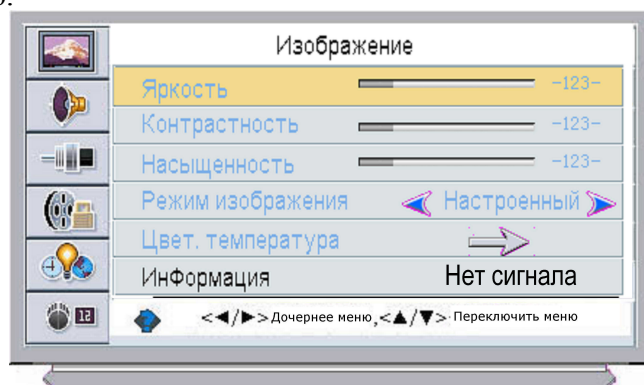 Изображение
Яркость -123-
Контрастность -123-
Насыщенность -123-
Режим изображения Настроенный
Цвет. температура
ИнФормация Нет сигнала
<◄/►>Дочернее меню,<▲/▼> Переключить меню
12